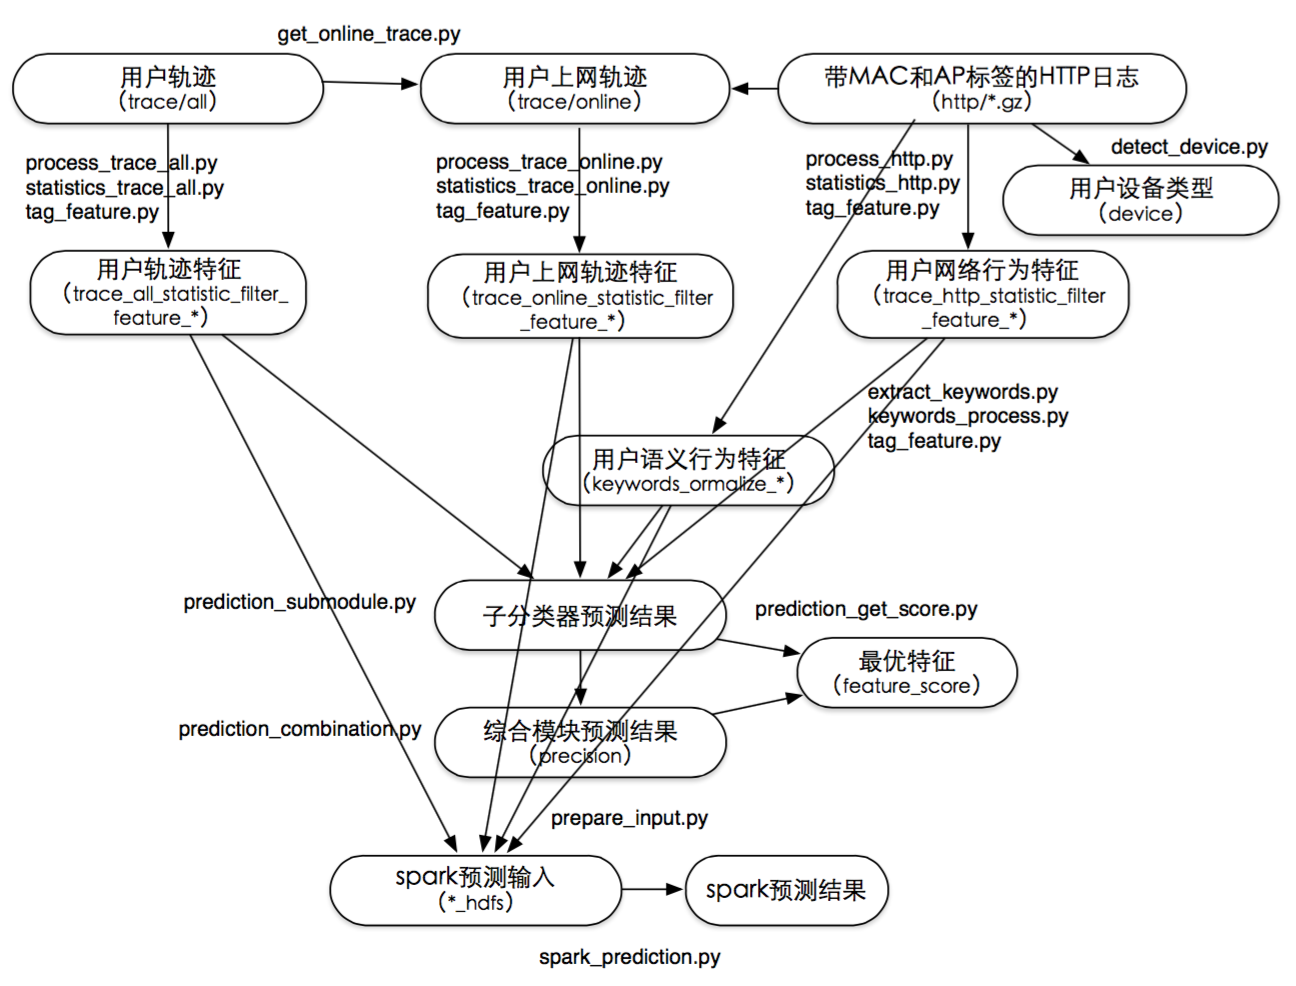 get_online_trace.py
用户轨迹
（trace/all）
用户上网轨迹
（trace/online）
带MAC和AP标签的HTTP日志
（http/*.gz）
process_trace_all.py
statistics_trace_all.py
tag_feature.py
process_trace_online.py
statistics_trace_online.py
tag_feature.py
process_http.py
statistics_http.py
tag_feature.py
detect_device.py
用户设备类型
（device）
用户轨迹特征
（trace_all_statistic_filter_
feature_*）
用户上网轨迹特征
（trace_online_statistic_filter
_feature_*）
用户网络行为特征
（trace_http_statistic_filter
_feature_*）
extract_keywords.py
keywords_process.py
tag_feature.py
用户语义行为特征
（keywords_ormalize_*）
prediction_submodule.py
子分类器预测结果
prediction_get_score.py
最优特征
（feature_score）
prediction_combination.py
综合模块预测结果
（precision）
prepare_input.py
spark预测输入
（*_hdfs）
spark预测结果
spark_prediction.py